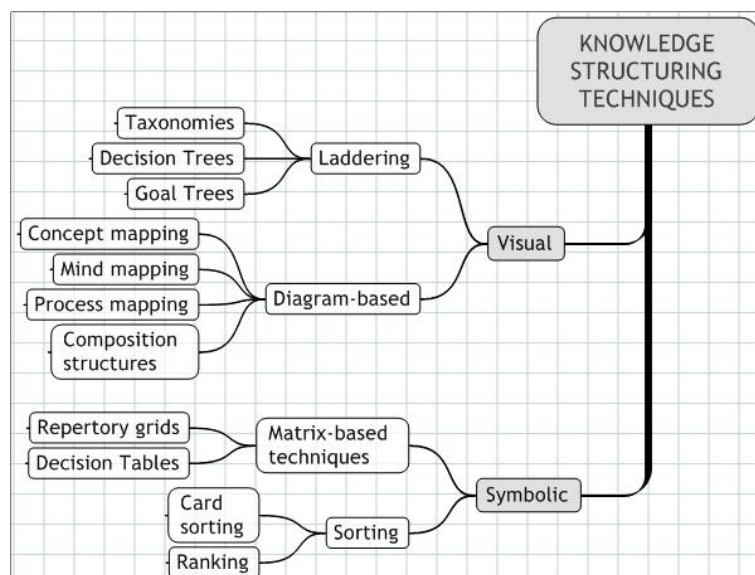 KNOWLEDGE
STRUCTURING
TECHNIQUES
Taxonomies
Decision Trees
Goal Trees
Laddering
Concept mapping
Mind mapping
Process mapping
Composition
structures
Diagram-based
Visual
Repertory grids
Decision Tables
Matrix-based
techniques
Card
sorting
Ranking
Sorting
Symbolic